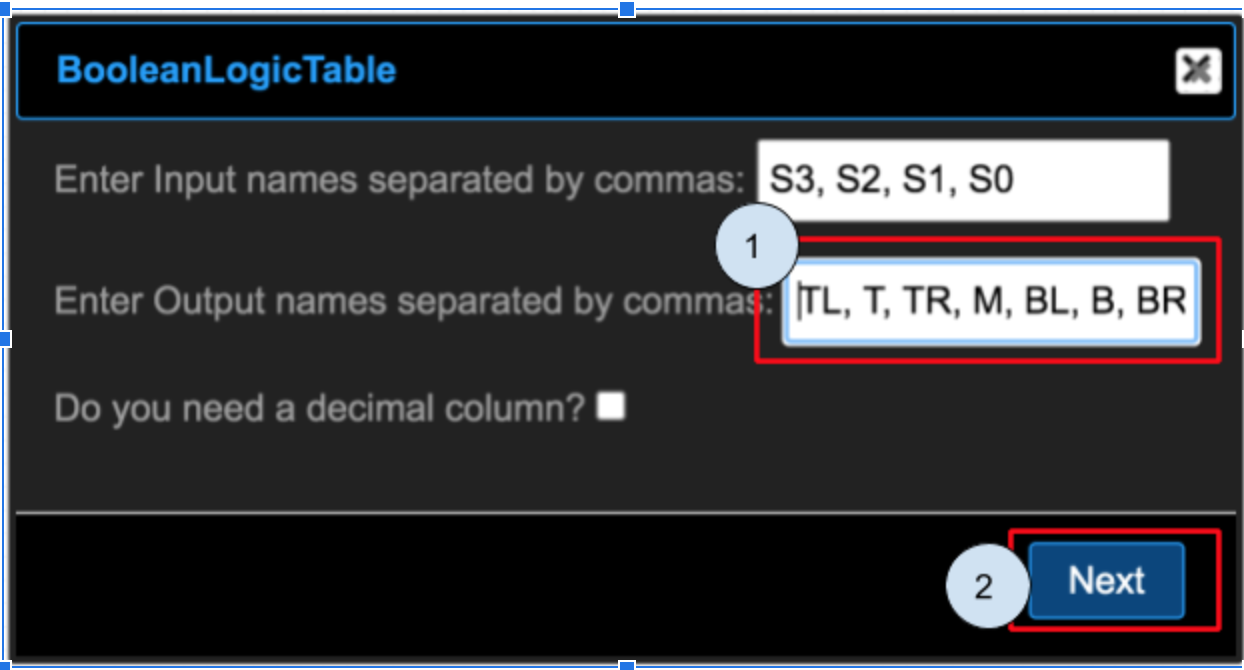 BooleanLogicTable
Enter Input names separated by commas: S3, S2, S1, S0
1
Enter Output names separated by commas: TL, T, TR, M, BL, B, BR
Do you need a decimal column?
2 Next